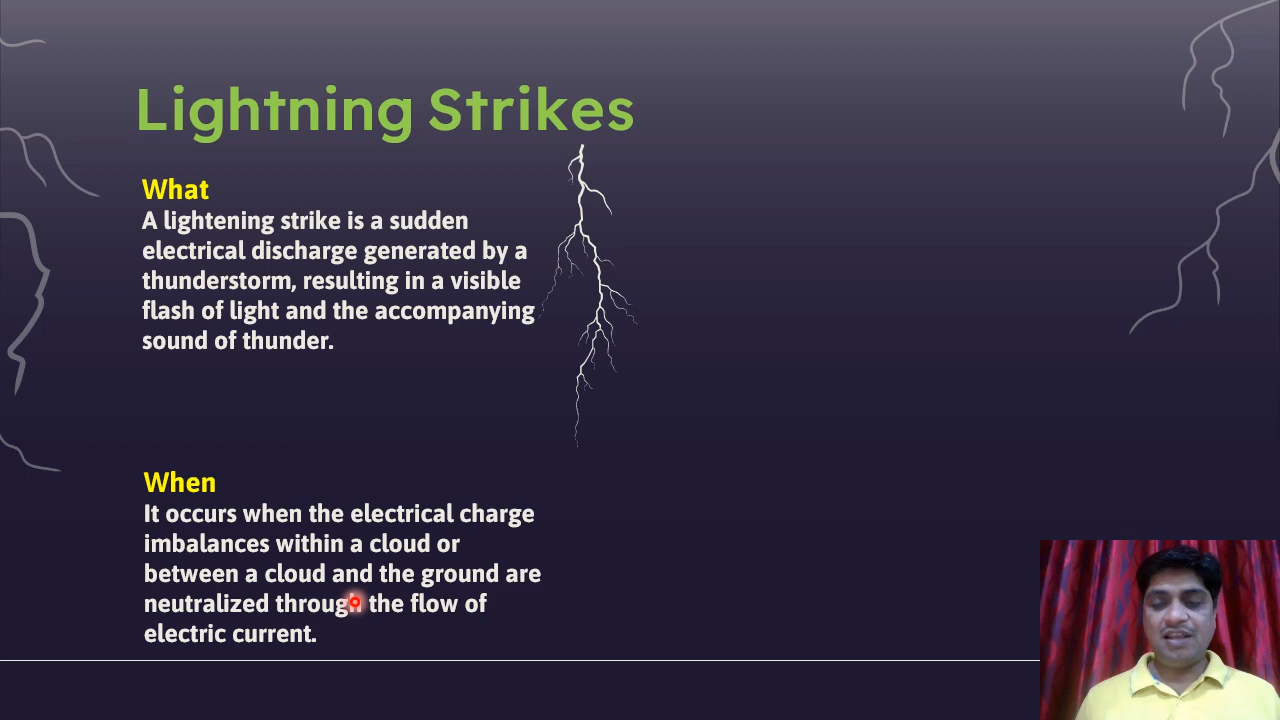 Lightning Strikes
What
A lightening strike is a sudden
electrical discharge generated by a
thunderstorm, resulting in a visible
flash of light and the accompanying
sound of thunder.
When
It occurs when the electrical charge
imbalances within a cloud or
between a cloud and the ground are
neutralized through the flow of
electric current.